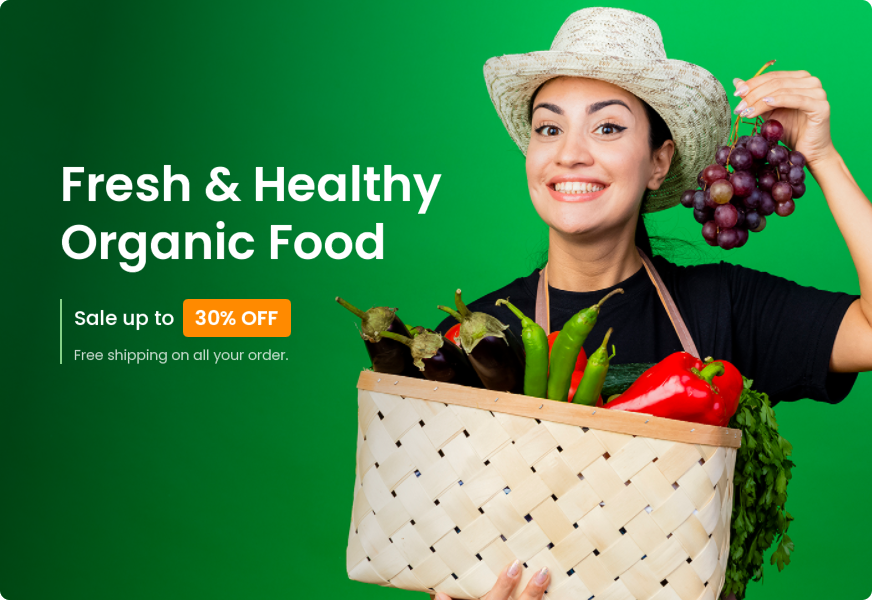 Fresh & Healthy
Organic Food
Sale up to 30% OFF
Free shipping on all your order.